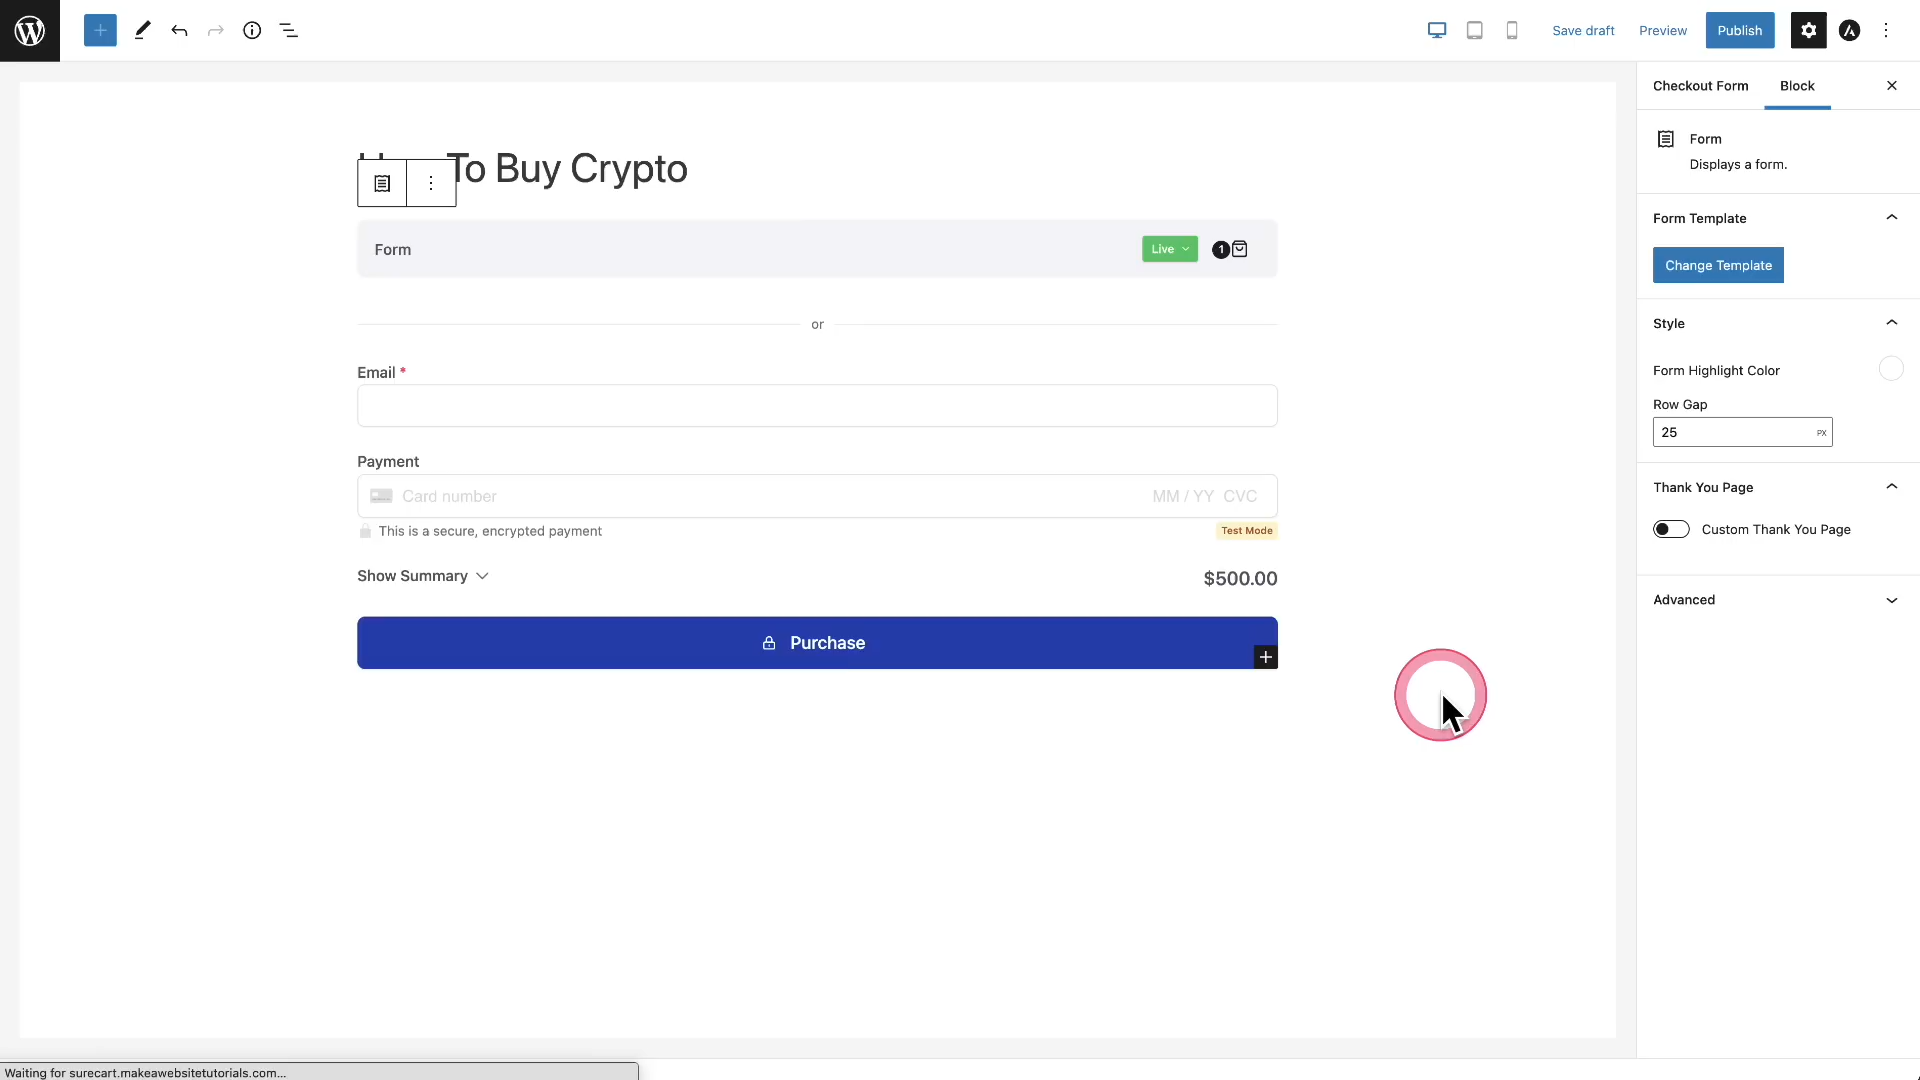 Save draft
Preview
Publish
Checkout Form
Block
Form
Displays a form.
To Buy Crypto
Form
Live
1
Form Template
Change Template
or
Style
Form Highlight Color
Email *
Row Gap
25
PX
Payment
Card number
MM / YY CVC
Thank You Page
This is a secure, encrypted payment
Test Mode
Custom Thank You Page
Show Summary
$500.00
Advanced
Purchase
Waiting for surecart.makeawebsitetutorials.com...